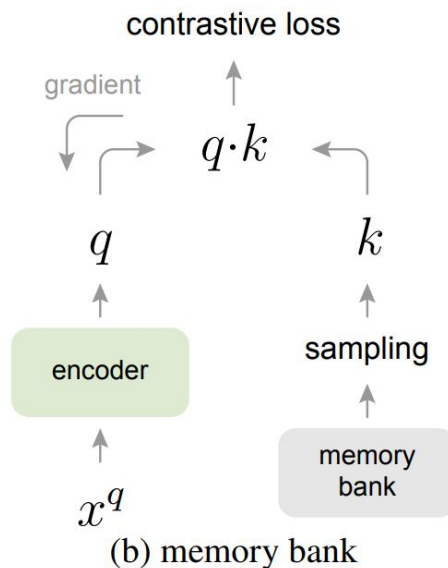 contrastive loss
gradient
q·k
q k
encoder
sampling
memory
bank
x^q
(b) memory bank